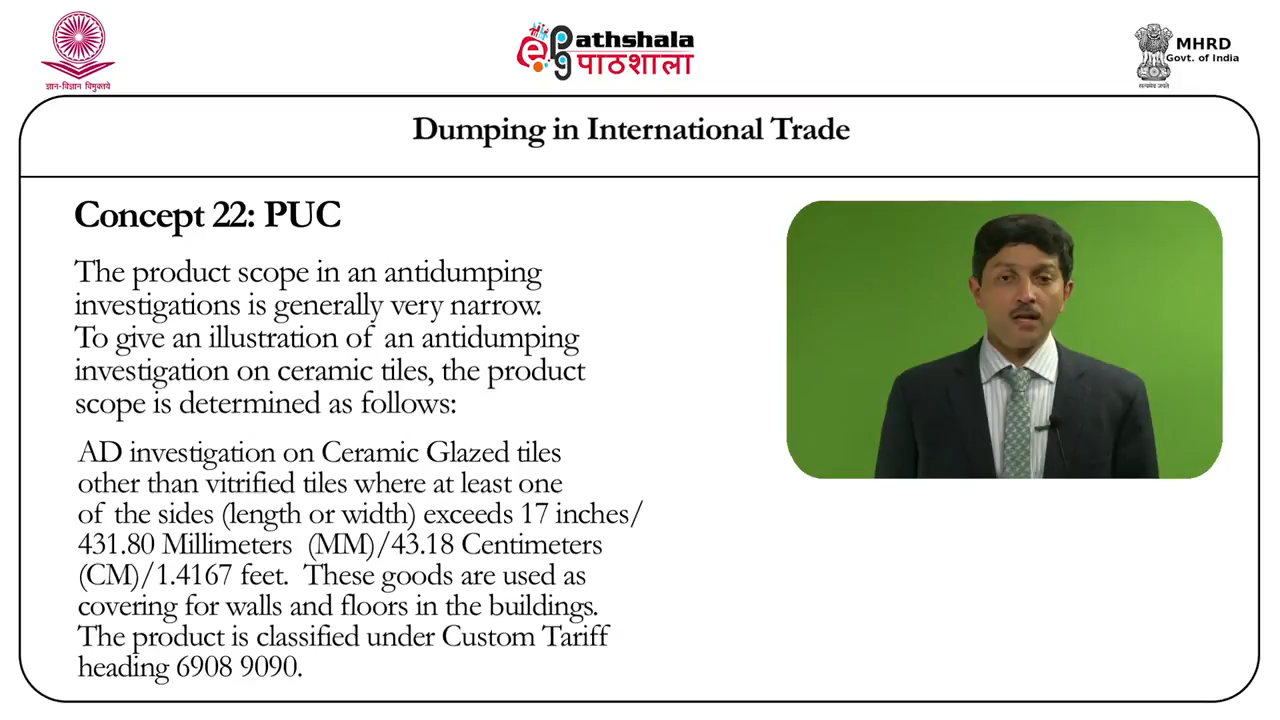 ज्ञान-विज्ञान विमुक्तये
epg Pathshala
पाठशाला
MHRD
Govt. of India
सत्यमेव जयते
Dumping in International Trade
Concept 22: PUC
The product scope in an antidumping
investigations is generally very narrow.
To give an illustration of an antidumping
investigation on ceramic tiles, the product
scope is determined as follows:
AD investigation on Ceramic Glazed tiles
other than vitrified tiles where at least one
of the sides (length or width) exceeds 17 inches/
431.80 Millimeters (MM)/43.18 Centimeters
(CM)/1.4167 feet. These goods are used as
covering for walls and floors in the buildings.
The product is classified under Custom Tariff
heading 6908 9090.